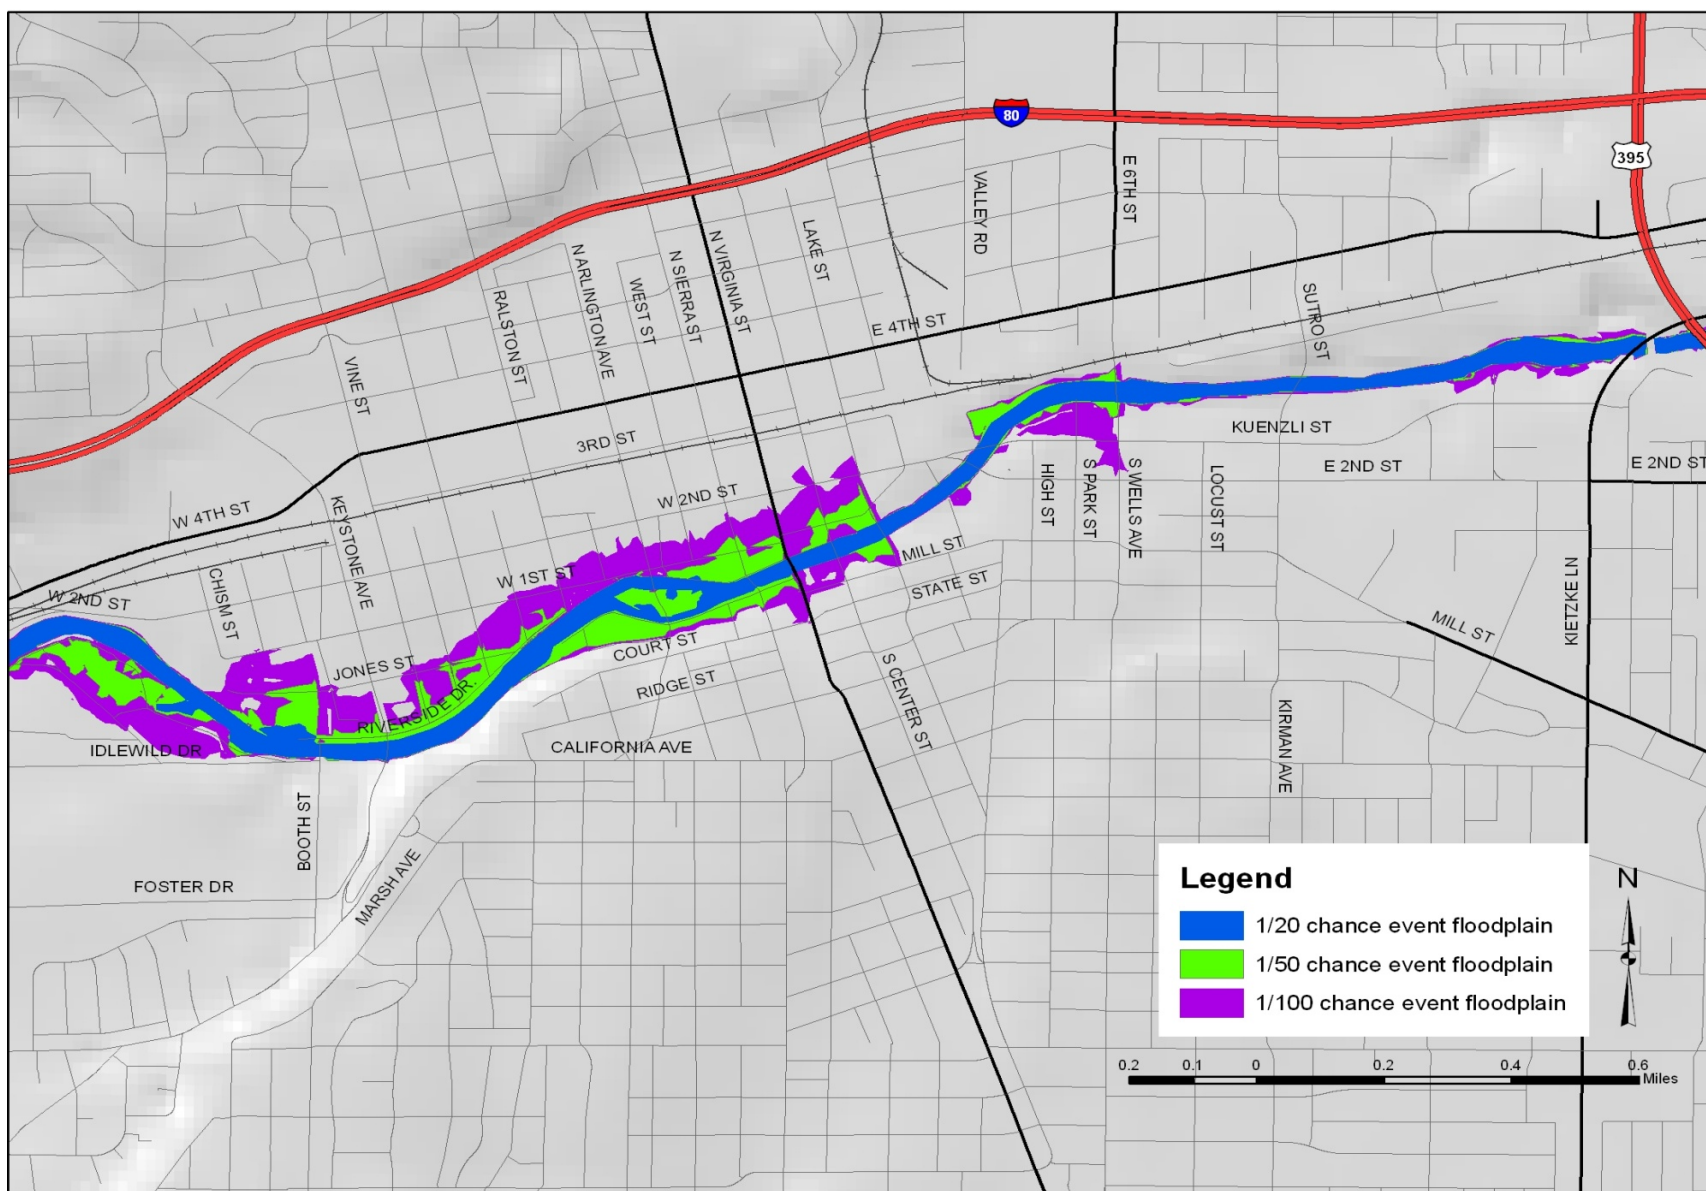 80
395
E 6TH ST
VALLEY RD
LAKE ST
N VIRGINIA ST
N SIERRA ST
WEST ST
N ARLINGTON AVE
RALSTON ST
VINE ST
E 4TH ST
SUTRO ST
3RD ST
KUENZLI ST
E 2ND ST
E 2ND ST
HIGH ST
S PARK ST
S WELLS AVE
LOCUST ST
W 2ND ST
W 4TH ST
KEYSTONE AVE
W 1ST ST
MILL ST
STATE ST
CHISM ST
W 2ND ST
KIETZKE LN
MILL ST
JONES ST
COURT ST
RIDGE ST
RIVERSIDE DR.
S CENTER ST
IDLEWILD DR
CALIFORNIA AVE
KIRMAN AVE
BOOTH ST
MARSH AVE
FOSTER DR
Legend
1/20 chance event floodplain
1/50 chance event floodplain
1/100 chance event floodplain
N
0.2 0.1 0 0.2 0.4 0.6
Miles